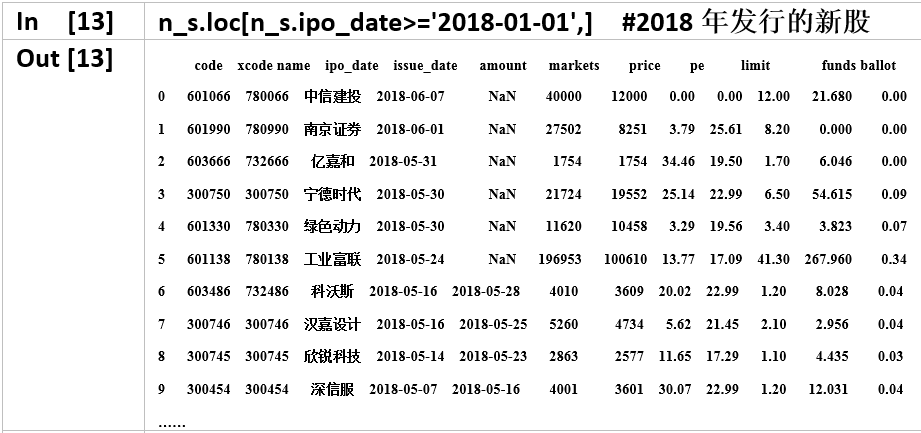 In [13] n_s.loc[n_s.ipo_date>='2018-01-01',] #2018 年发行的新股
Out [13]
code xcode name ipo_date issue_date amount markets price pe limit funds ballot
0 601066 780066 中信建投 2018-06-07 NaN 40000 12000 0.00 0.00 12.00 21.680 0.00
1 601990 780990 南京证券 2018-06-01 NaN 27502 8251 3.79 25.61 8.20 0.000 0.00
2 603666 732666 亿嘉和 2018-05-31 NaN 1754 1754 34.46 19.50 1.70 6.046 0.00
3 300750 300750 宁德时代 2018-05-30 NaN 21724 19552 25.14 22.99 6.50 54.615 0.09
4 601330 780330 绿色动力 2018-05-30 NaN 11620 10458 3.29 19.56 3.40 3.823 0.07
5 601138 780138 工业富联 2018-05-24 NaN 196953 100610 13.77 17.09 41.30 267.960 0.34
6 603486 732486 科沃斯 2018-05-16 2018-05-28 4010 3609 20.02 22.99 1.20 8.028 0.04
7 300746 300746 汉嘉设计 2018-05-16 2018-05-25 5260 4734 5.62 21.45 2.10 2.956 0.04
8 300745 300745 欣锐科技 2018-05-14 2018-05-23 2863 2577 11.65 17.29 1.10 4.435 0.03
9 300454 300454 深信服 2018-05-07 2018-05-16 4001 3601 30.07 22.99 1.20 12.031 0.04
......